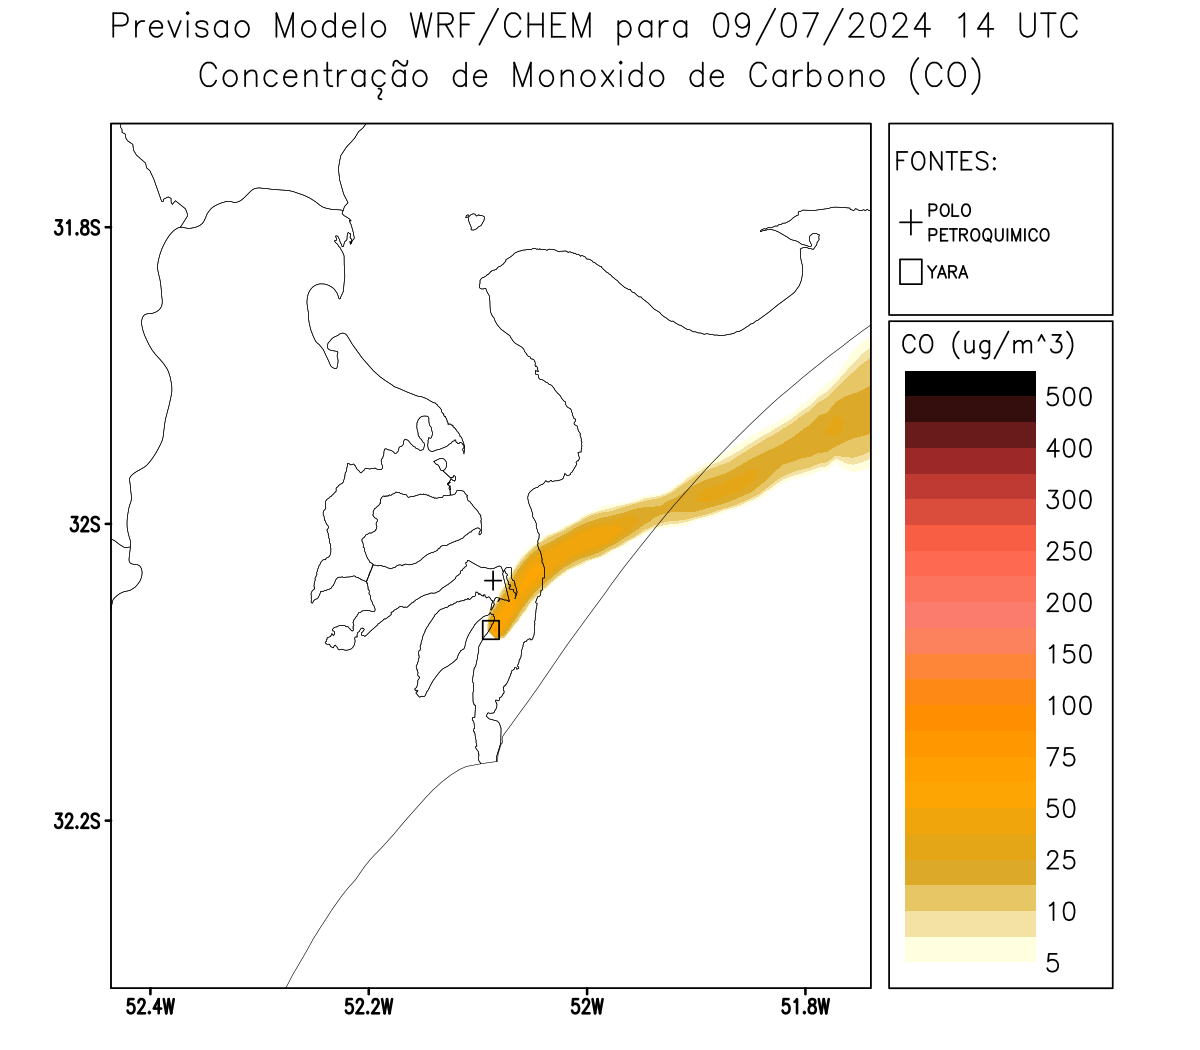 Previsao Modelo WRF/CHEM para 09/07/2024 14 UTC
Concentração de Monoxido de Carbono (CO)
31.8S
32S
32.2S
52.4W
52.2W
52W
51.8W
FONTES:
POLO
PETROQUIMICO
YARA
CO (ug/m^3)
500
400
300
250
200
150
100
75
50
25
10
5